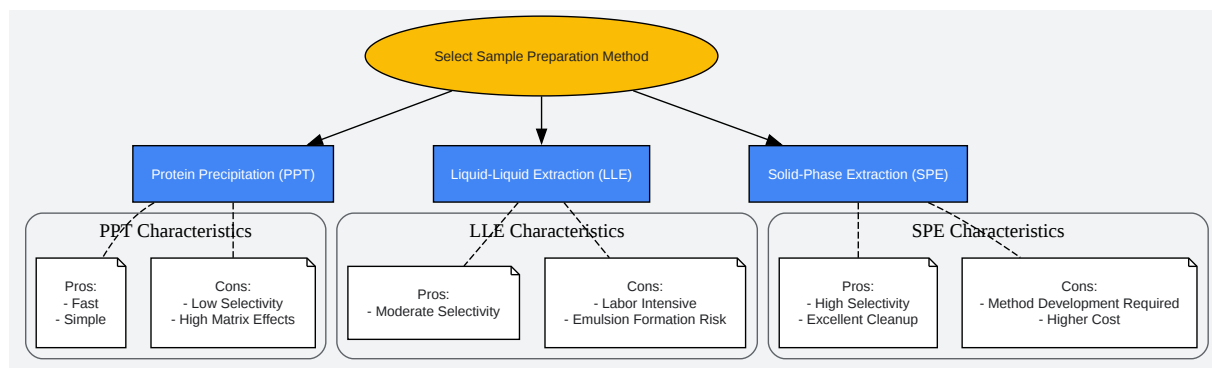 Select Sample Preparation Method
Protein Precipitation (PPT)
Liquid-Liquid Extraction (LLE)
Solid-Phase Extraction (SPE)
PPT Characteristics
Pros:
- Fast
- Simple
Cons:
- Low Selectivity
- High Matrix Effects
LLE Characteristics
Pros:
- Moderate Selectivity
Cons:
- Labor Intensive
- Emulsion Formation Risk
SPE Characteristics
Pros:
- High Selectivity
- Excellent Cleanup
Cons:
- Method Development Required
- Higher Cost